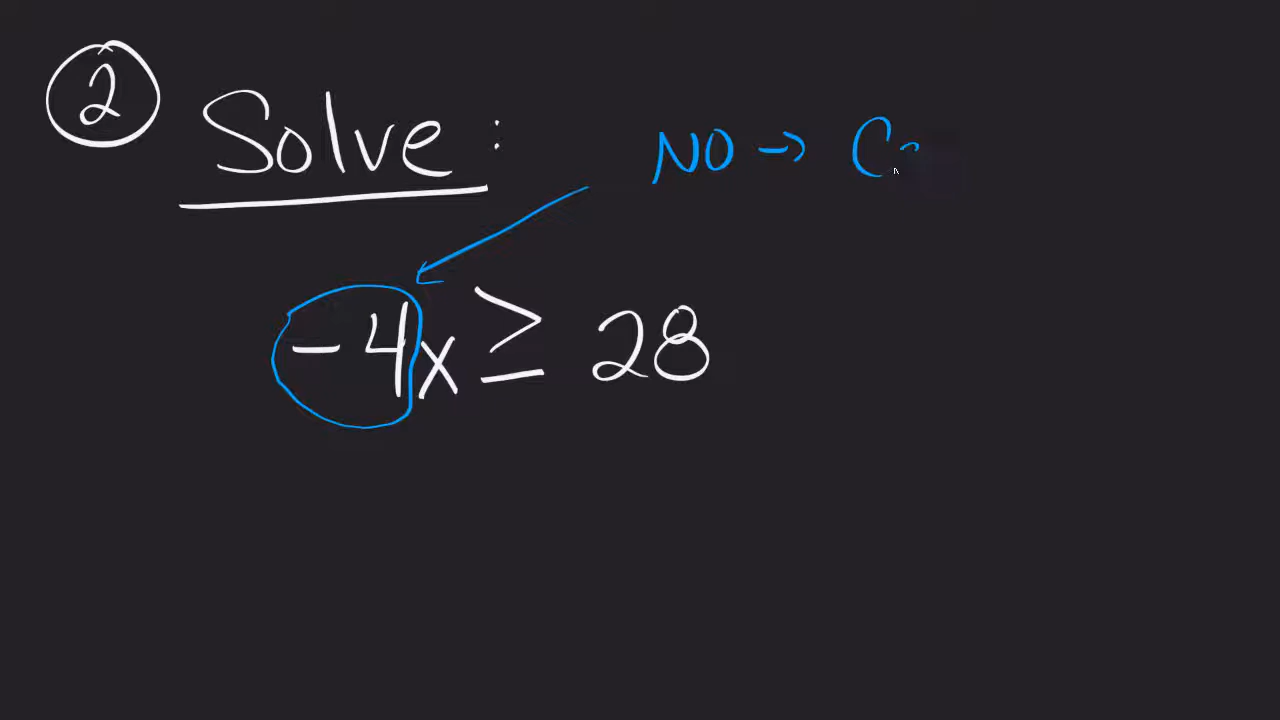 ② Solve:
NO → C
-4x ≥ 28